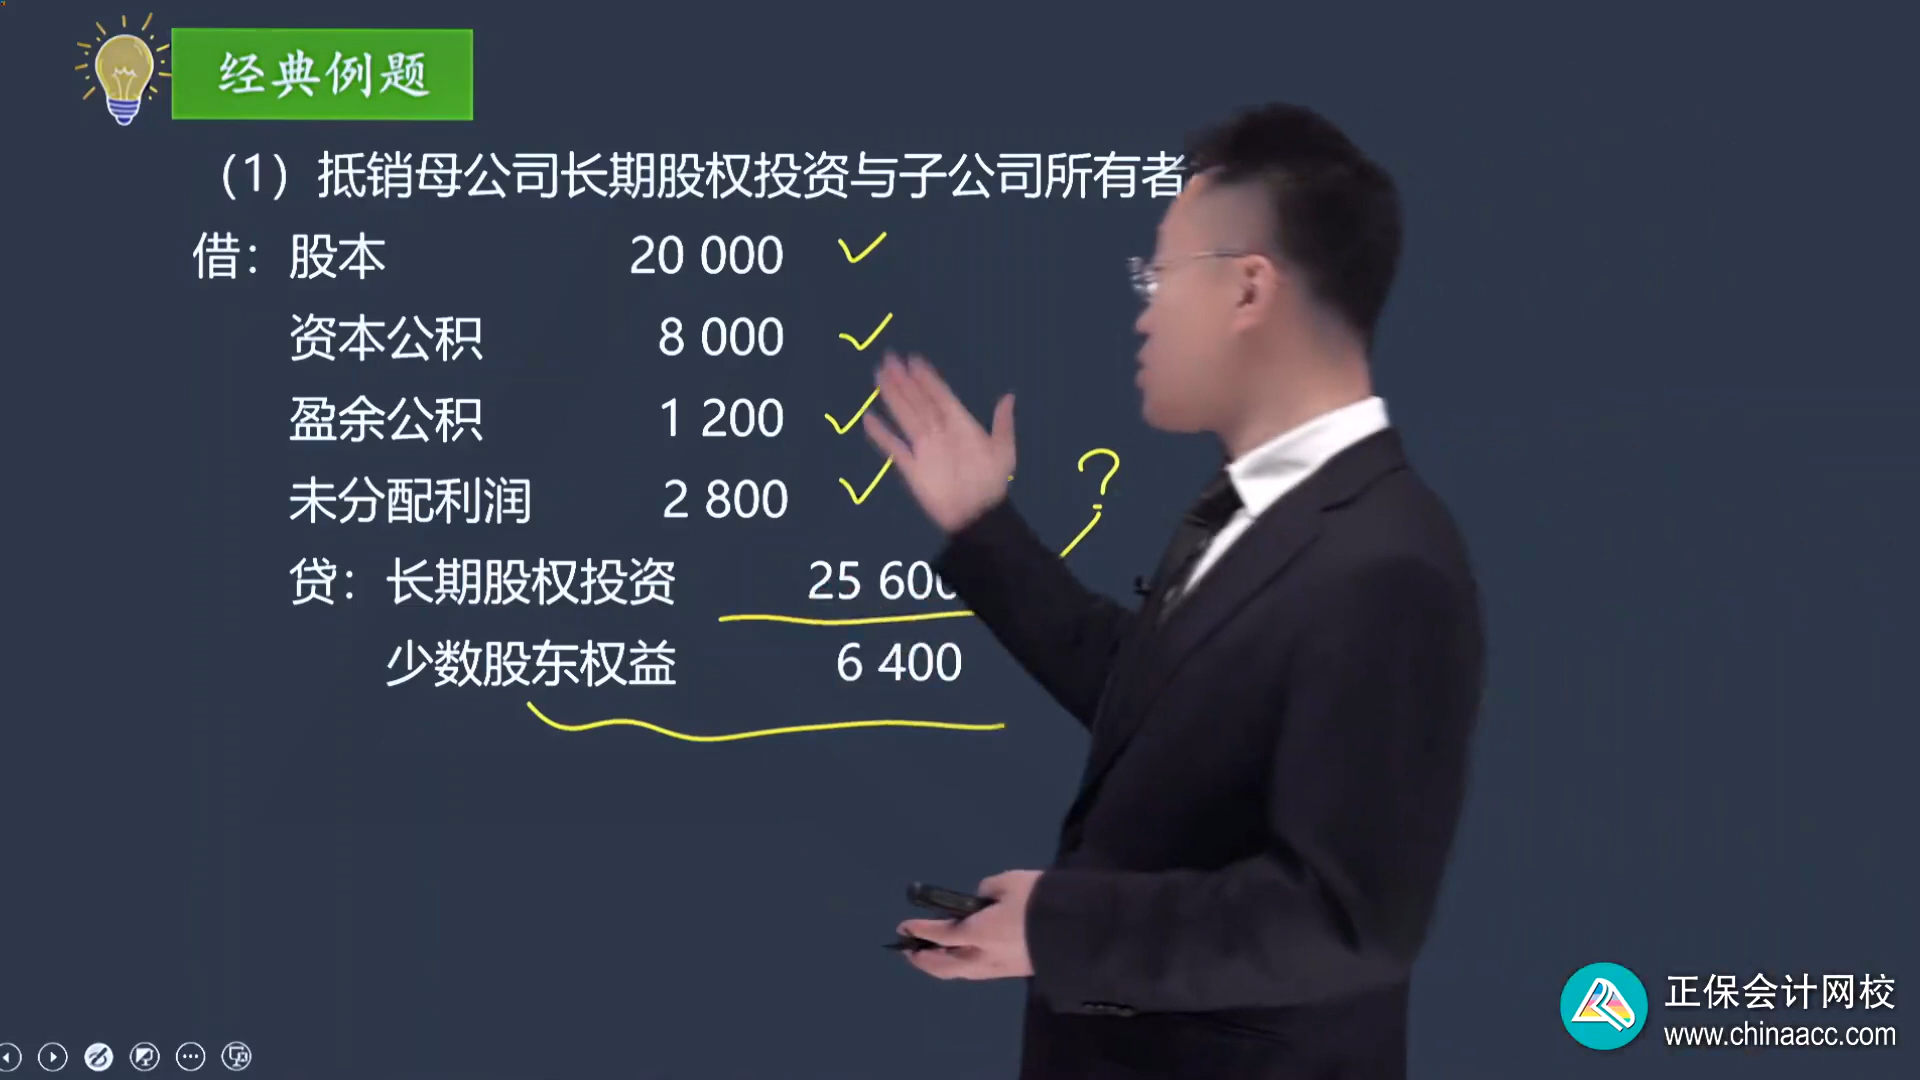 经典例题
（1）抵销母公司长期股权投资与子公司所有者
借：股本 20 000
资本公积 8 000
盈余公积 1 200
未分配利润 2 800
?
贷：长期股权投资 25 600
少数股东权益 6 400
正保会计网校
www.chinaacc.com